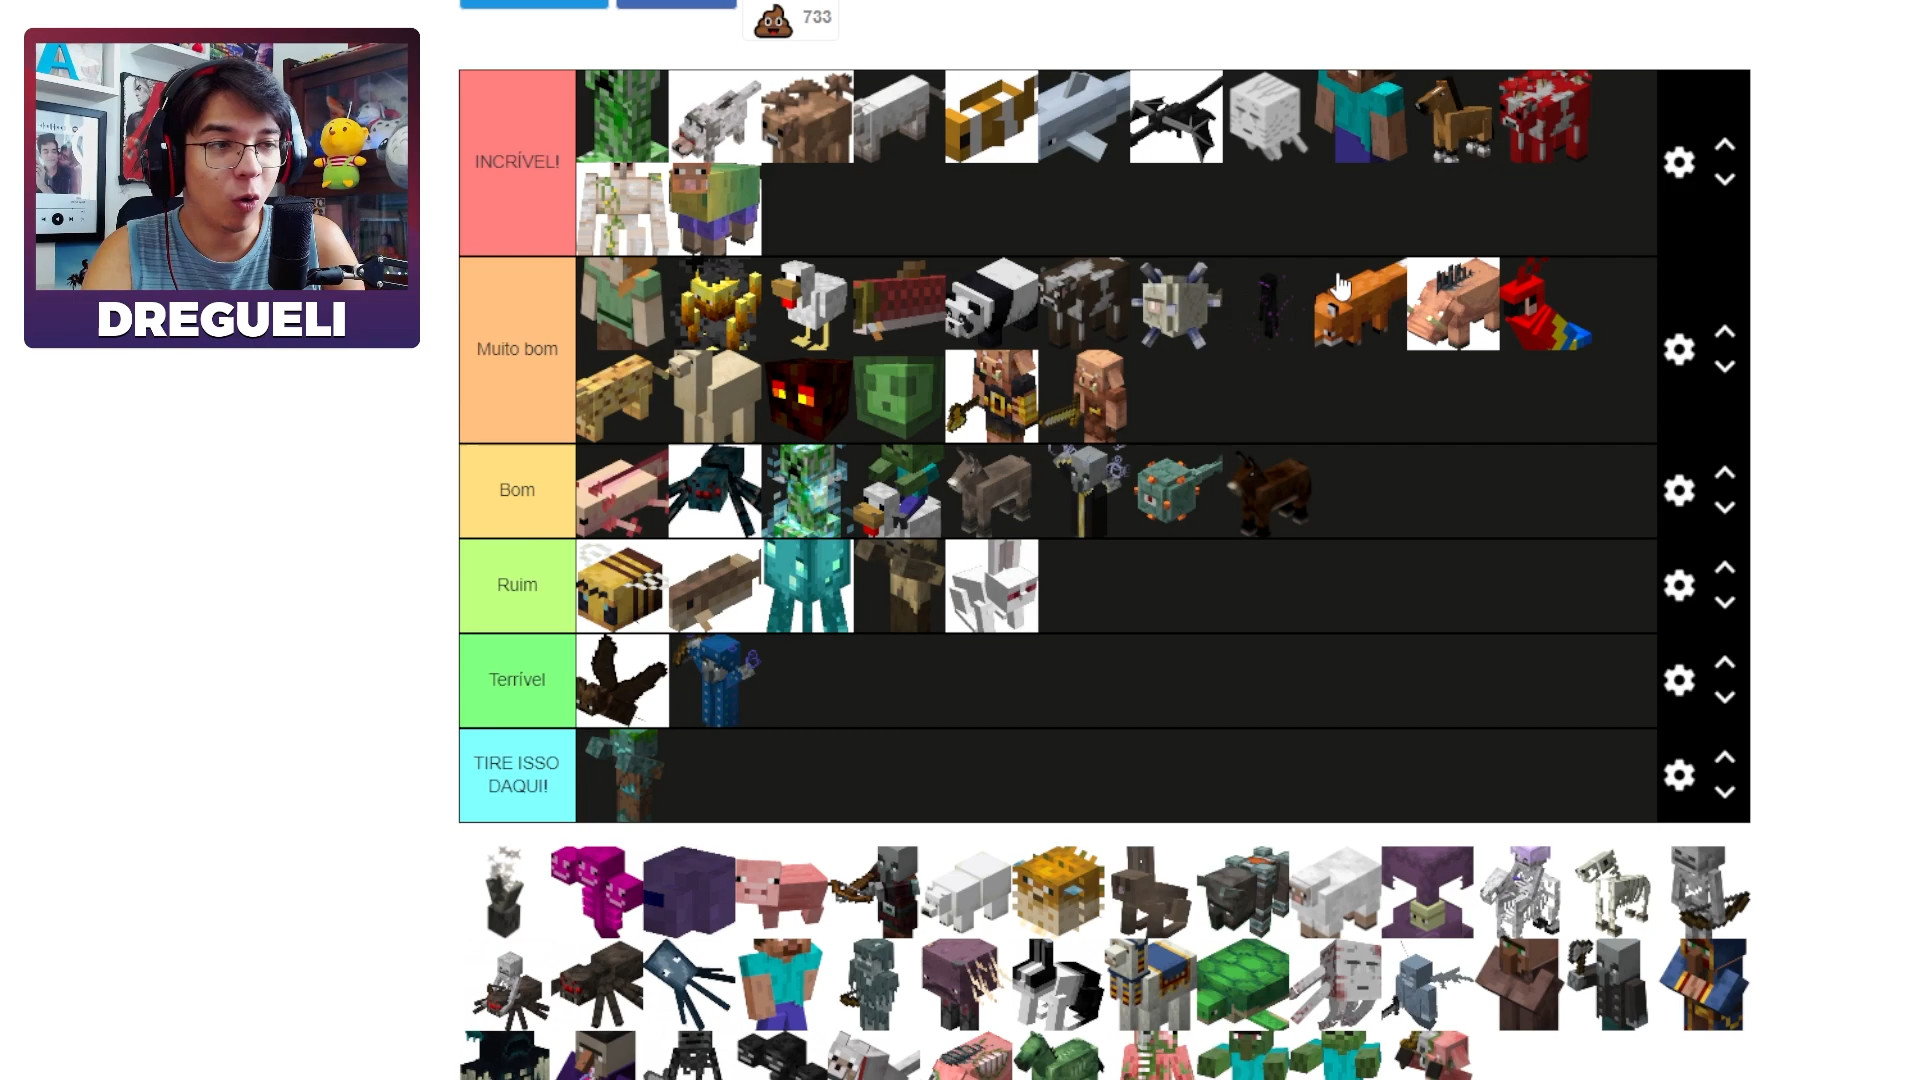 733
INCRÍVEL!
DREGUELI
Muito bom
Bom
Ruim
Terrível
TIRE ISSO
DAQUI!